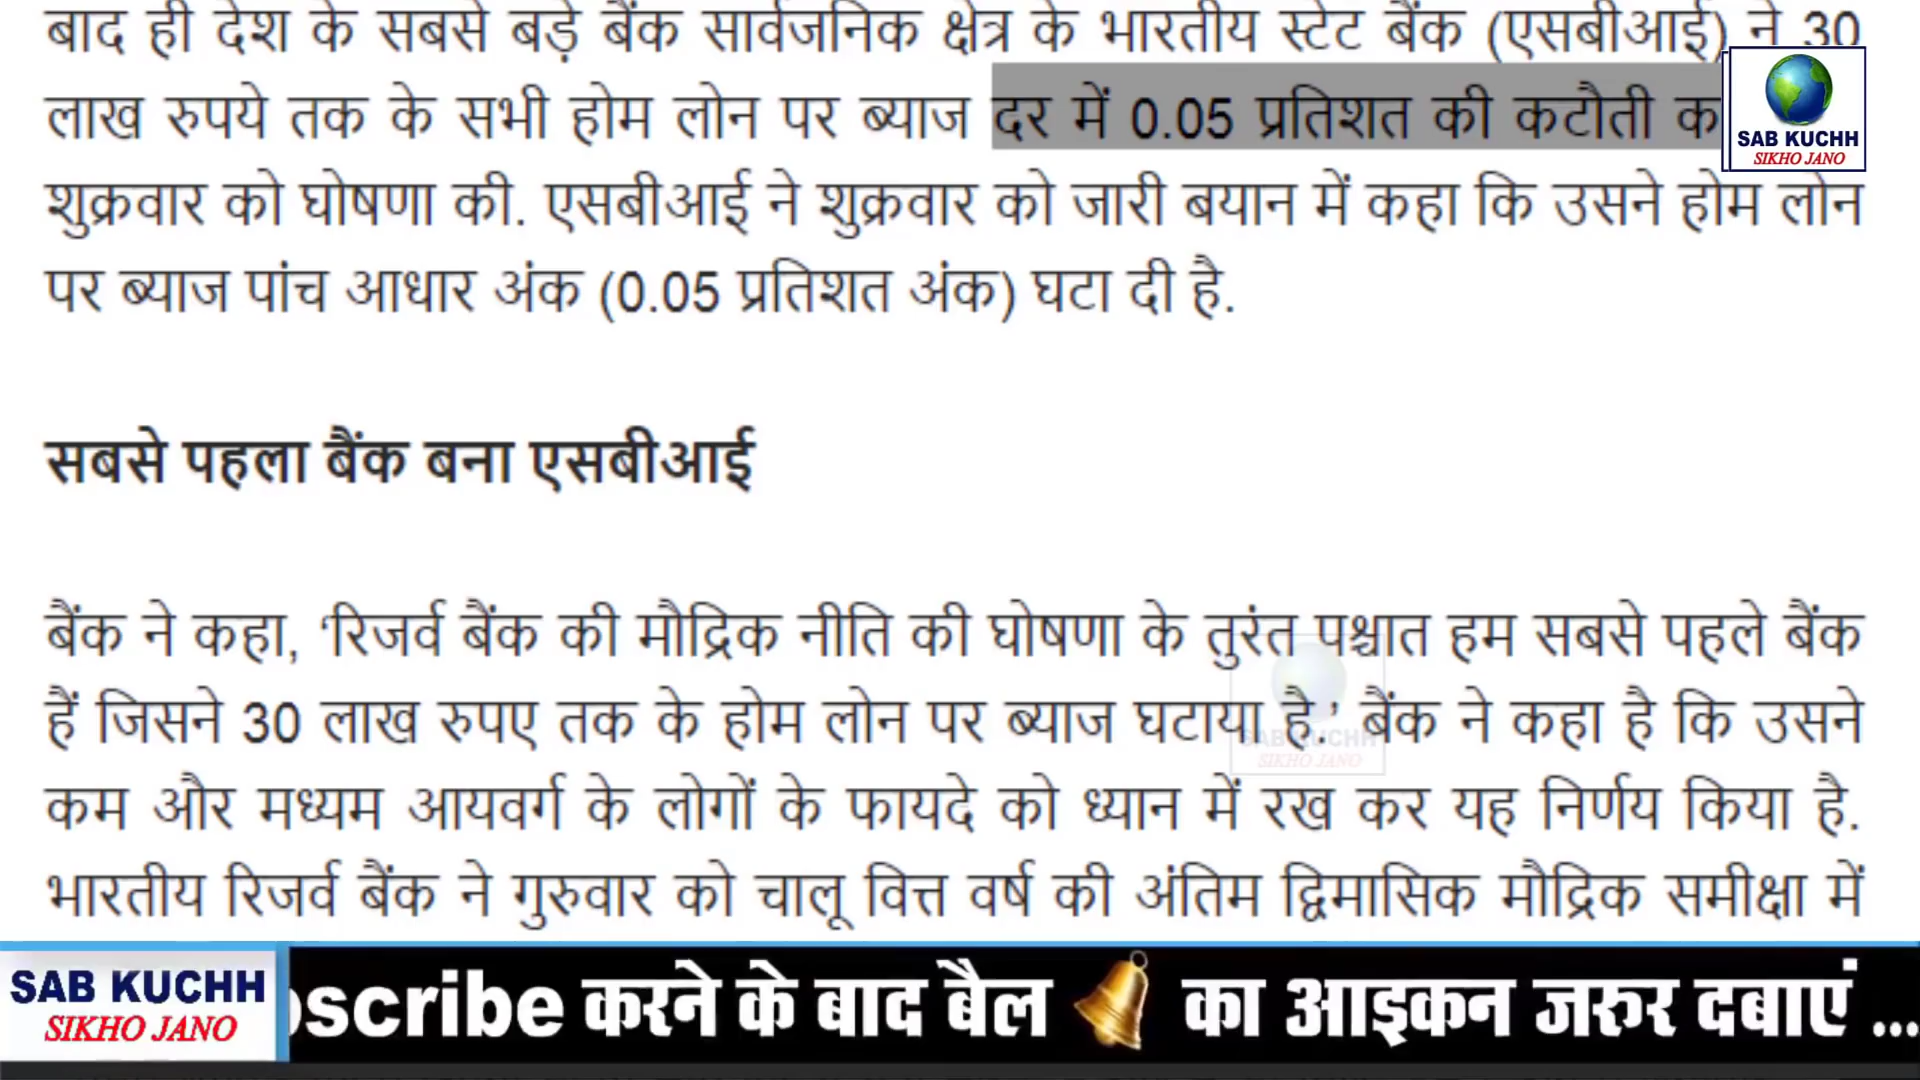 बाद ही देश के सबसे बड़े बैंक सार्वजनिक क्षेत्र के भारतीय स्टेट बैंक (एसबीआई) ने 30
लाख रुपये तक के सभी होम लोन पर ब्याज दर में 0.05 प्रतिशत की कटौती
SAB KUCHH
SIKHO JANO
शुक्रवार को घोषणा की. एसबीआई ने शुक्रवार को जारी बयान में कहा कि उसने होम लोन
पर ब्याज पांच आधार अंक (0.05 प्रतिशत अंक) घटा दी है.
सबसे पहला बैंक बना एसबीआई
बैंक ने कहा, ‘रिजर्व बैंक की मौद्रिक नीति की घोषणा के तुरंत पश्चात हम सबसे पहले बैंक
हैं जिसने 30 लाख रुपए तक के होम लोन पर ब्याज घटाया है.’ बैंक ने कहा है कि उसने
SAB KUCHH
SIKHO JANO
कम और मध्यम आयवर्ग के लोगों के फायदे को ध्यान में रख कर यह निर्णय किया है.
भारतीय रिजर्व बैंक ने गुरुवार को चालू वित्त वर्ष की अंतिम द्विमासिक मौद्रिक समीक्षा में
SAB KUCHH
SIKHO JANO
scribe करने के बाद बैल का आइकन जरुर दबाएं ...